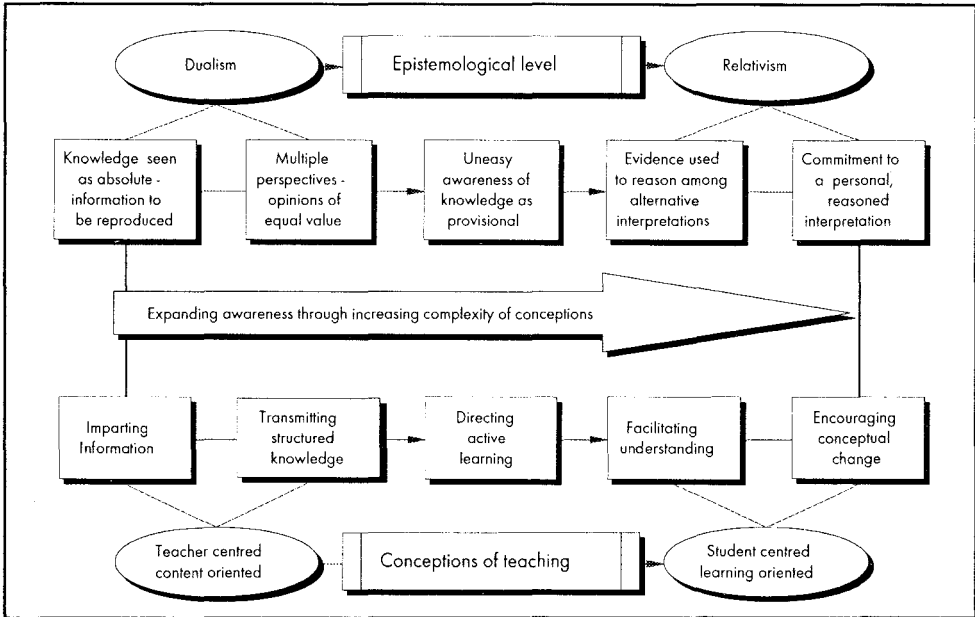 Dualism
Epistemological level
Relativism
Knowledge seen
as absolute -
information to
be reproduced
Multiple
perspectives -
opinions of
equal value
Uneasy
awareness of
knowledge as
provisional
Evidence used
to reason among
alternative
interpretations
Commitment to
a personal,
reasoned
interpretation
Expanding awareness through increasing complexity of conceptions
Imparting
Information
Transmitting
structured
knowledge
Directing
active
learning
Facilitating
understanding
Encouraging
conceptual
change
Teacher centred
content oriented
Conceptions of teaching
Student centred
learning oriented